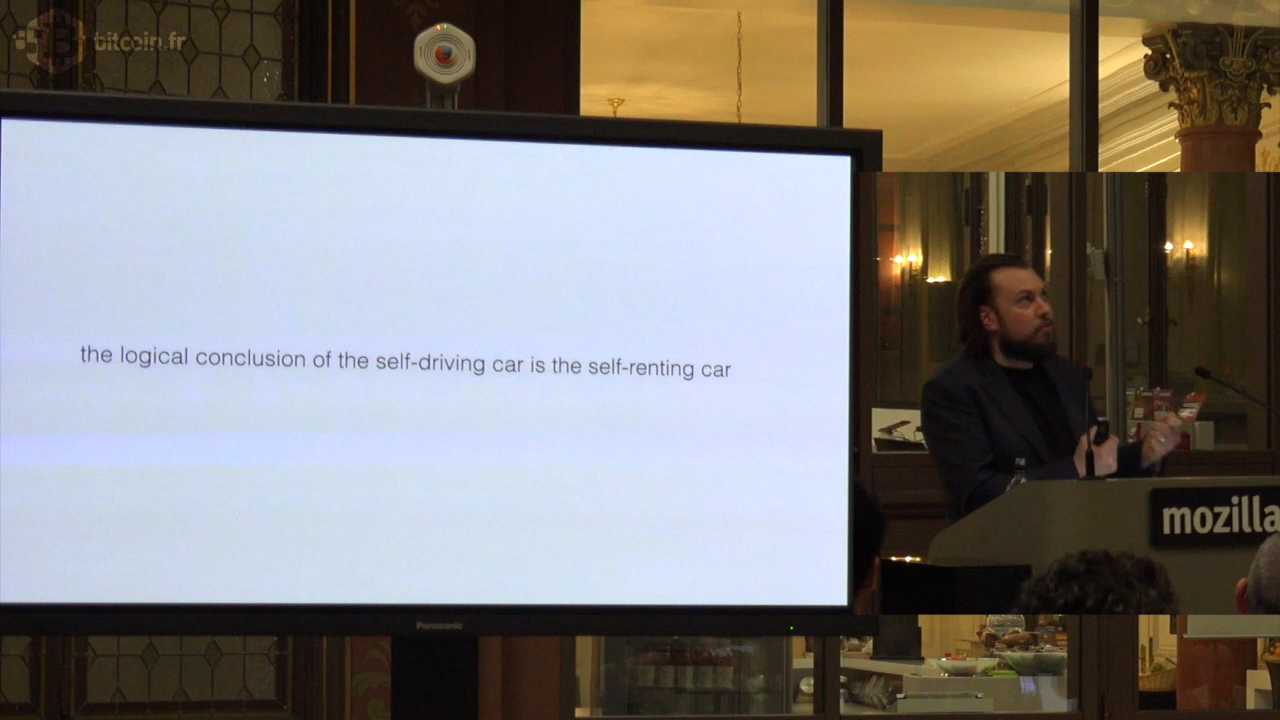 bitcoin.fr
the logical conclusion of the self-driving car is the self-renting car
mozilla
Panasonic